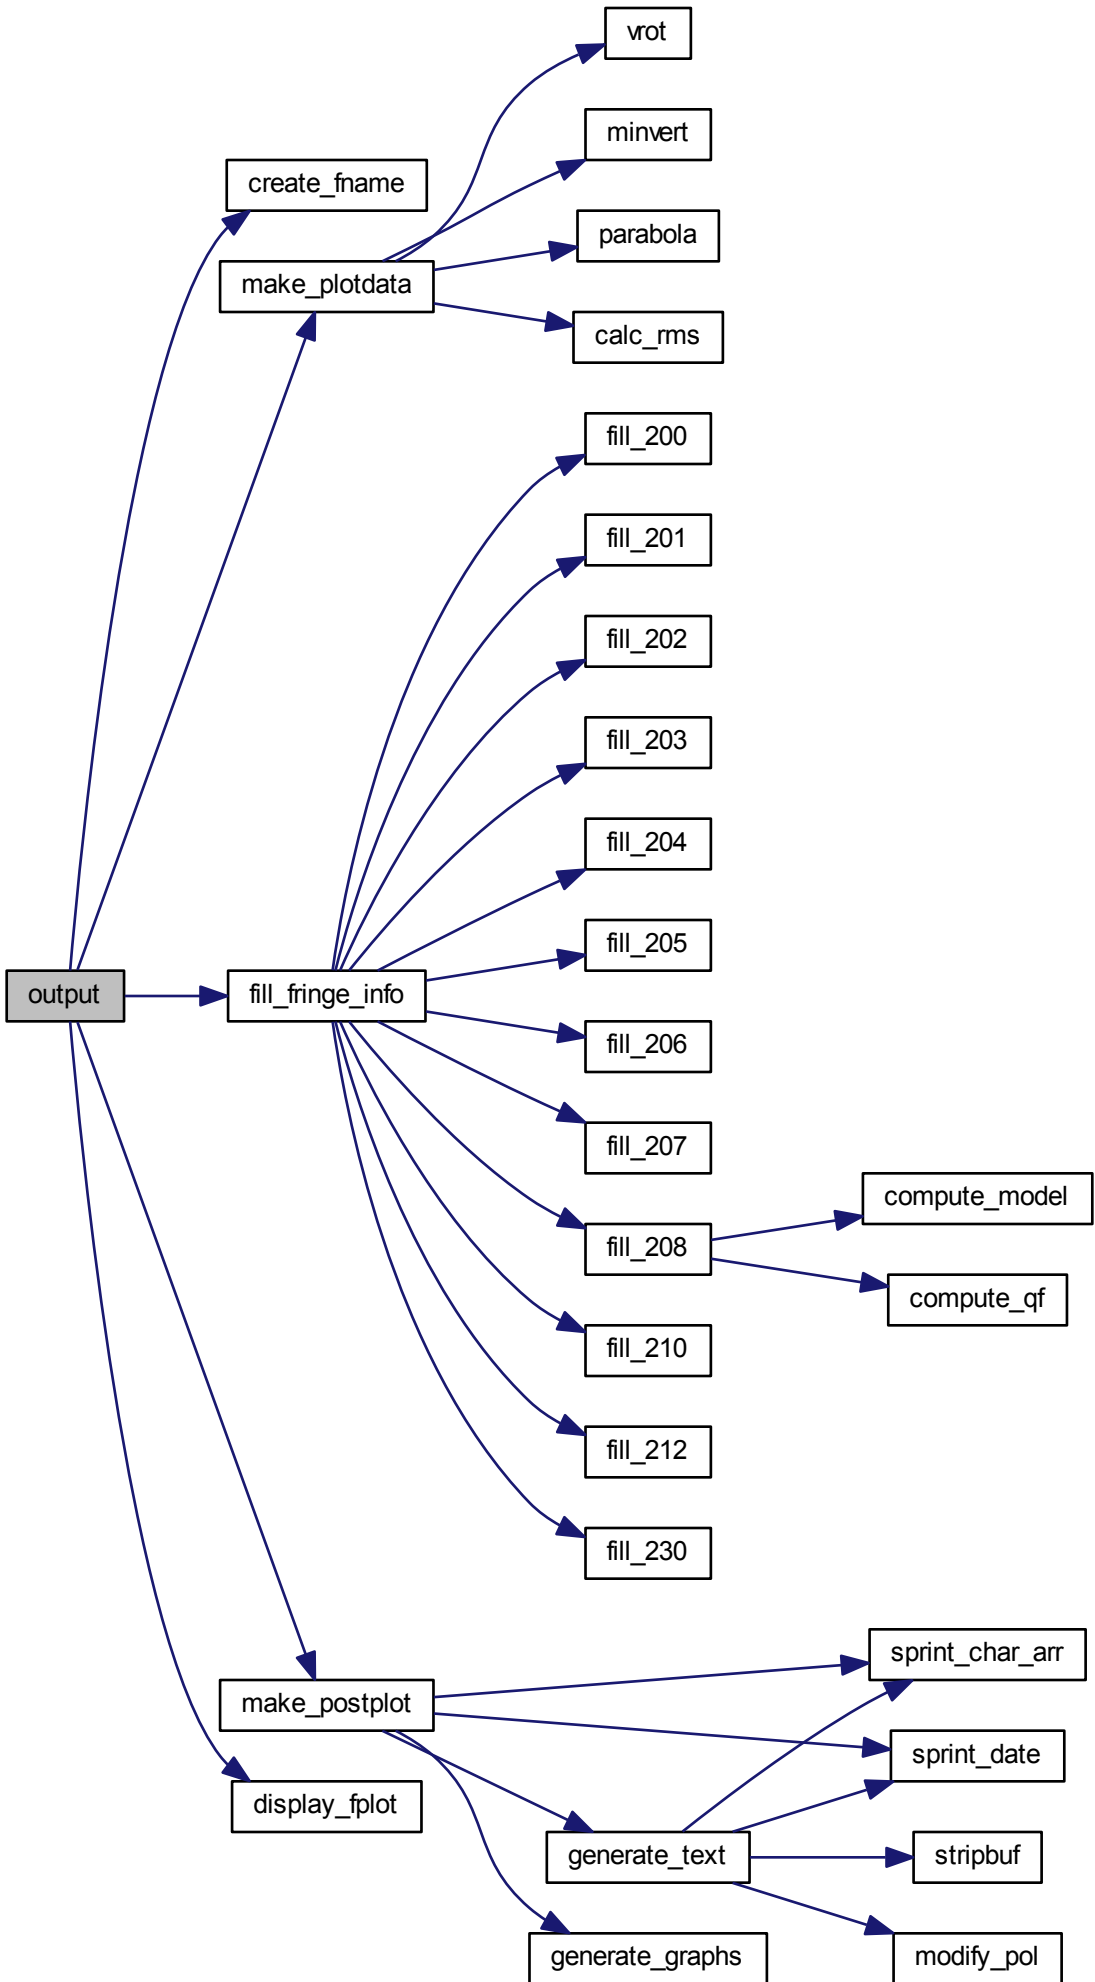 vrot
minvert
create_fname
parabola
make_plotdata
calc_rms
fill_200
fill_201
fill_202
fill_203
fill_204
fill_205
output
fill_fringe_info
fill_206
fill_207
compute_model
fill_208
compute_qf
fill_210
fill_212
fill_230
sprint_char_arr
make_postplot
sprint_date
display_fplot
generate_text
stripbuf
generate_graphs
modify_pol